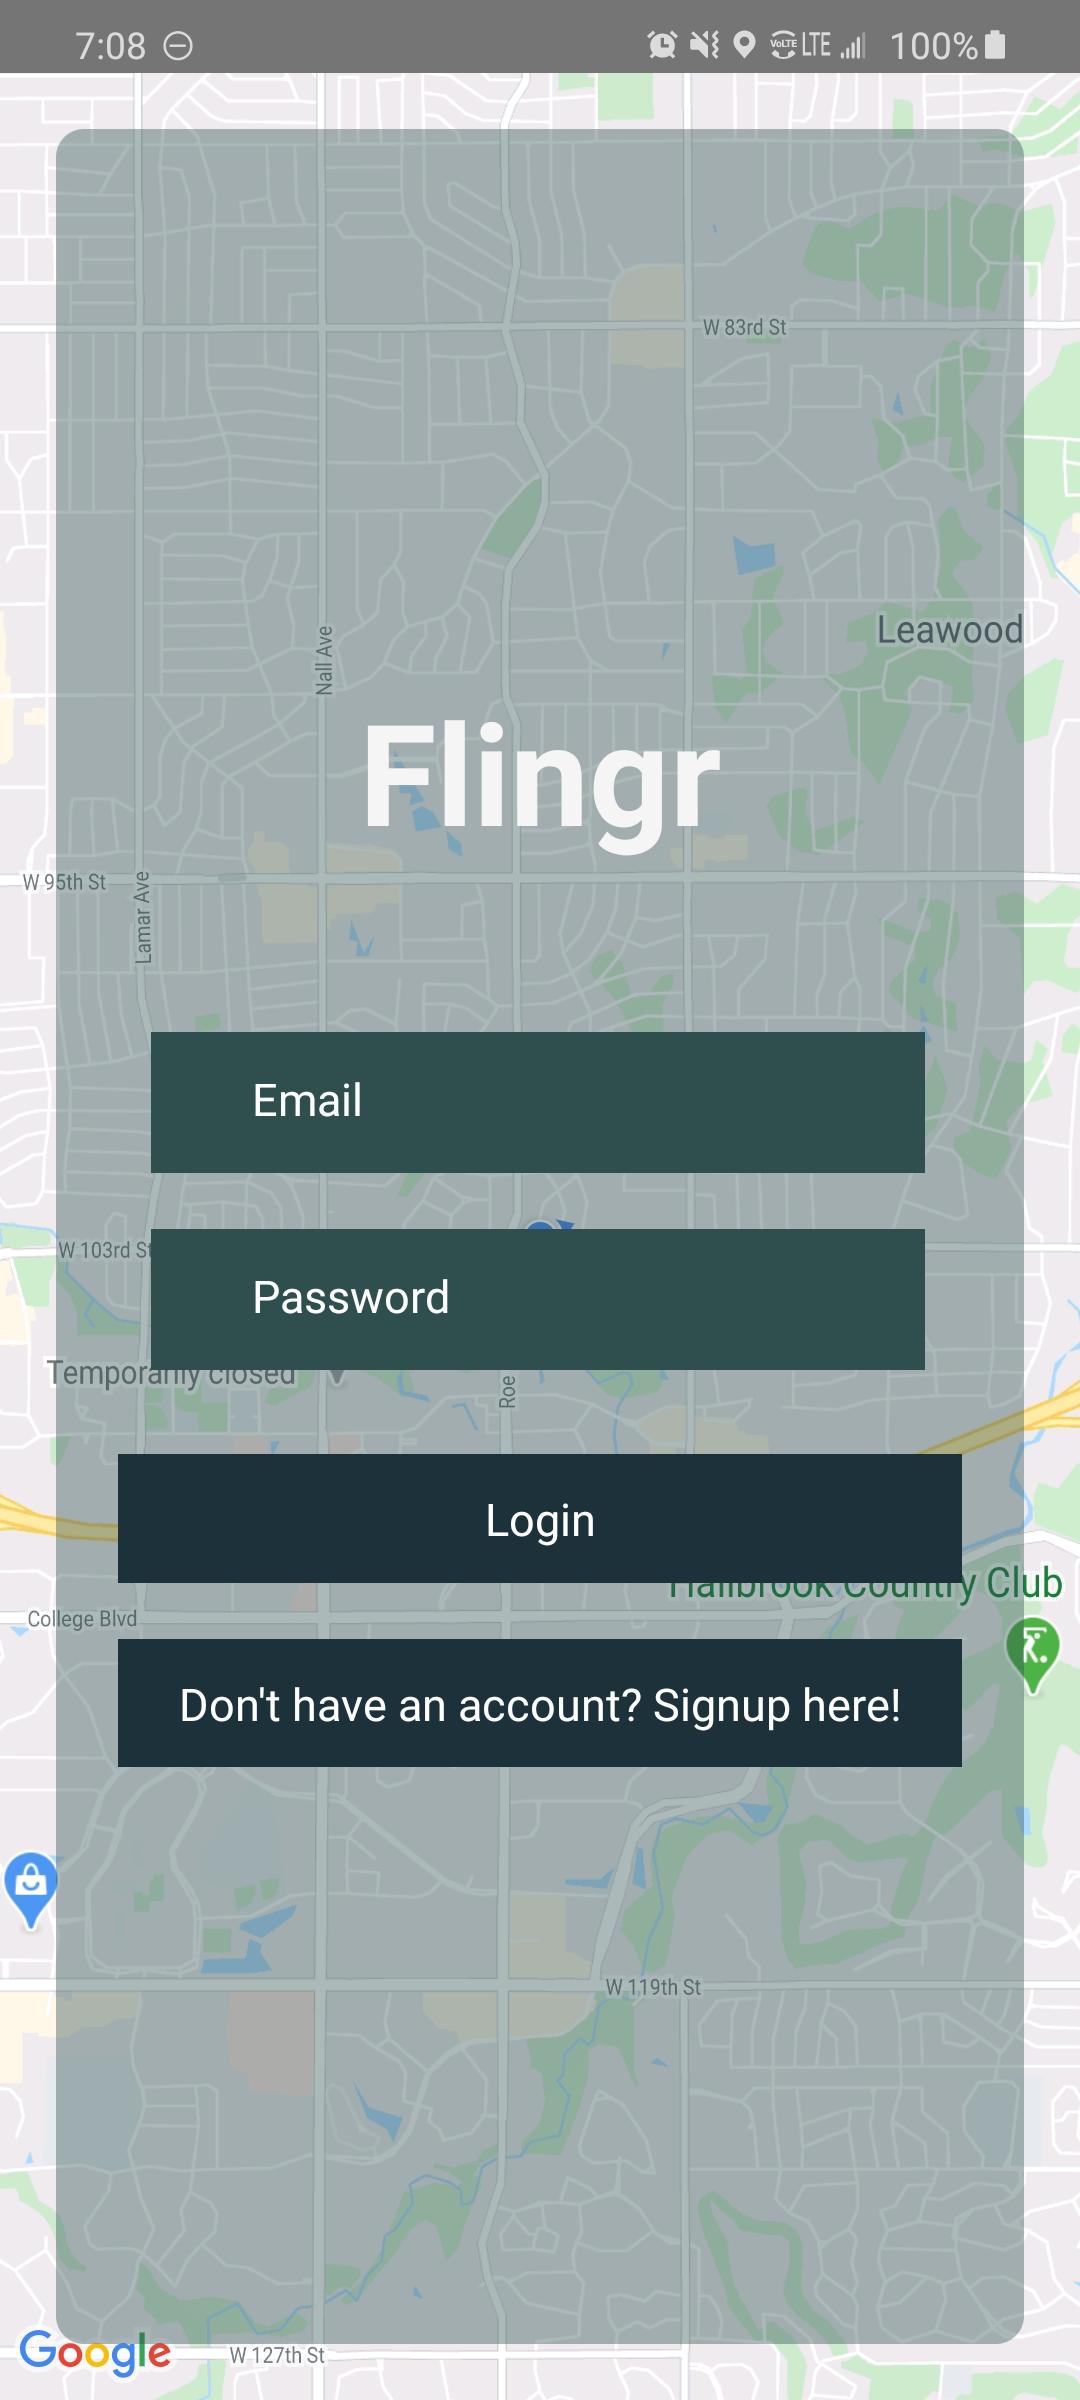 7:08
VoLTE LTE 100%
W 83rd St
Nall Ave
Leawood
Flingr
W 95th St
Lamar Ave
Email
W 103rd St
Password
Temporarily closed
Roe
Login
Hallbrook Country Club
College Blvd
Don't have an account? Signup here!
W 119th St
Google
W 127th St